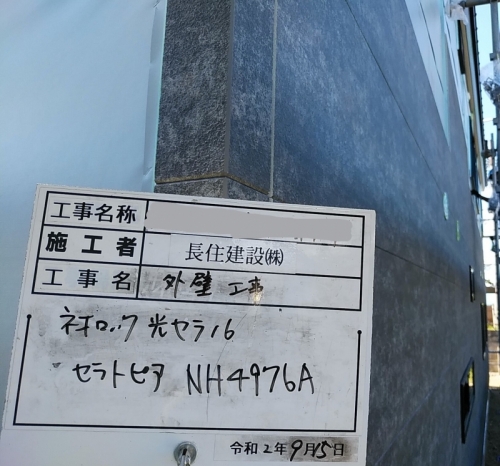 工事名称
施工者 長住建設㈱
工事名 外壁工事
ネオロック光セラ16
セラトピア NH4976A
令和2年9月15日